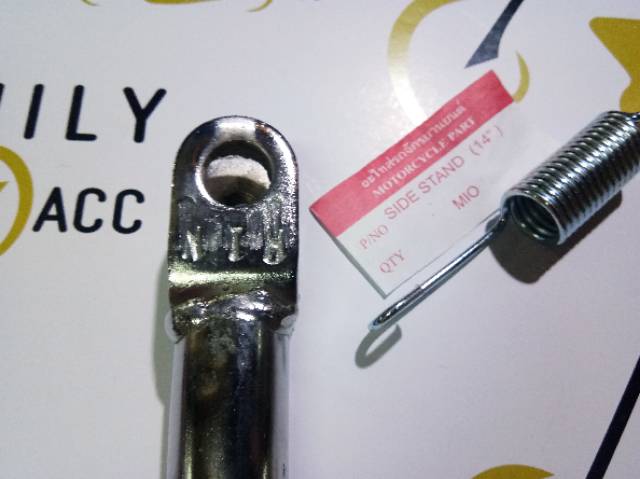 ILY
ACC
อะไหล่รถจักรยานยนต์
MOTORCYCLE PART
P/NO SIDE STAND (14")
MIO
QTY